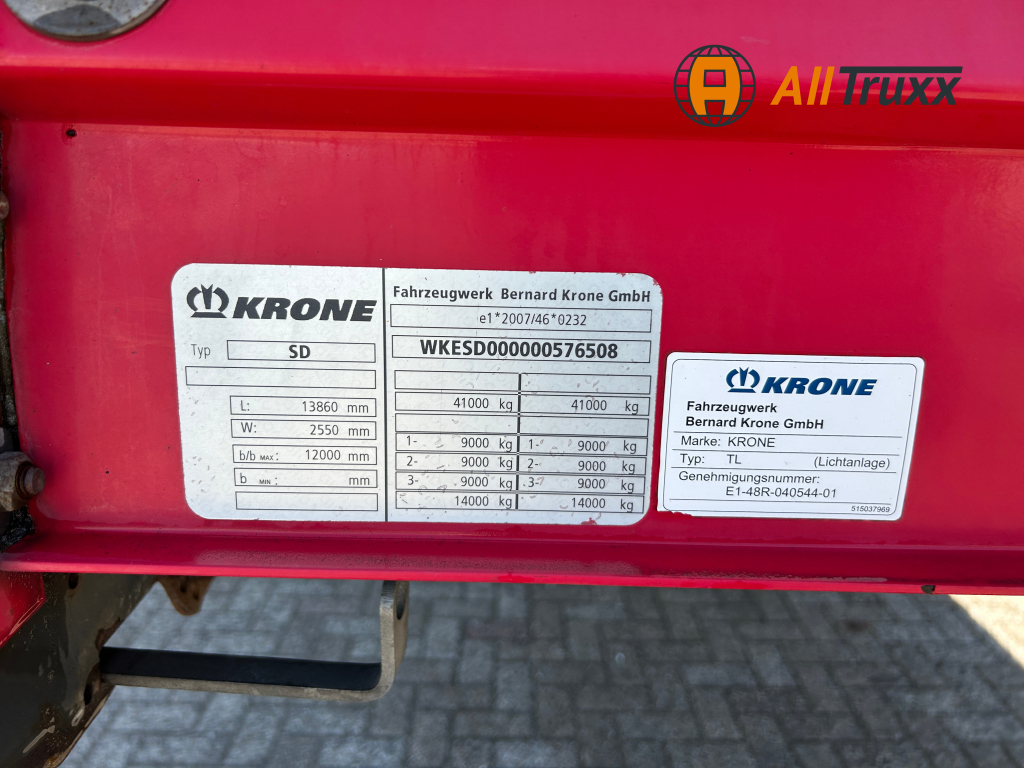 AllTruxx
KRONE
Typ SD
L: 13860 mm
W: 2550 mm
b/b MAX: 12000 mm
b MIN: mm
Fahrzeugwerk Bernard Krone GmbH
e1*2007/46*0232
WKESD000000576508
41000 kg 41000 kg
1- 9000 kg 1- 9000 kg
2- 9000 kg 2- 9000 kg
3- 9000 kg 3- 9000 kg
14000 kg 14000 kg
KRONE
Fahrzeugwerk
Bernard Krone GmbH
Marke: KRONE
Typ: TL (Lichtanlage)
Genehmigungsnummer:
E1-48R-040544-01
515037969